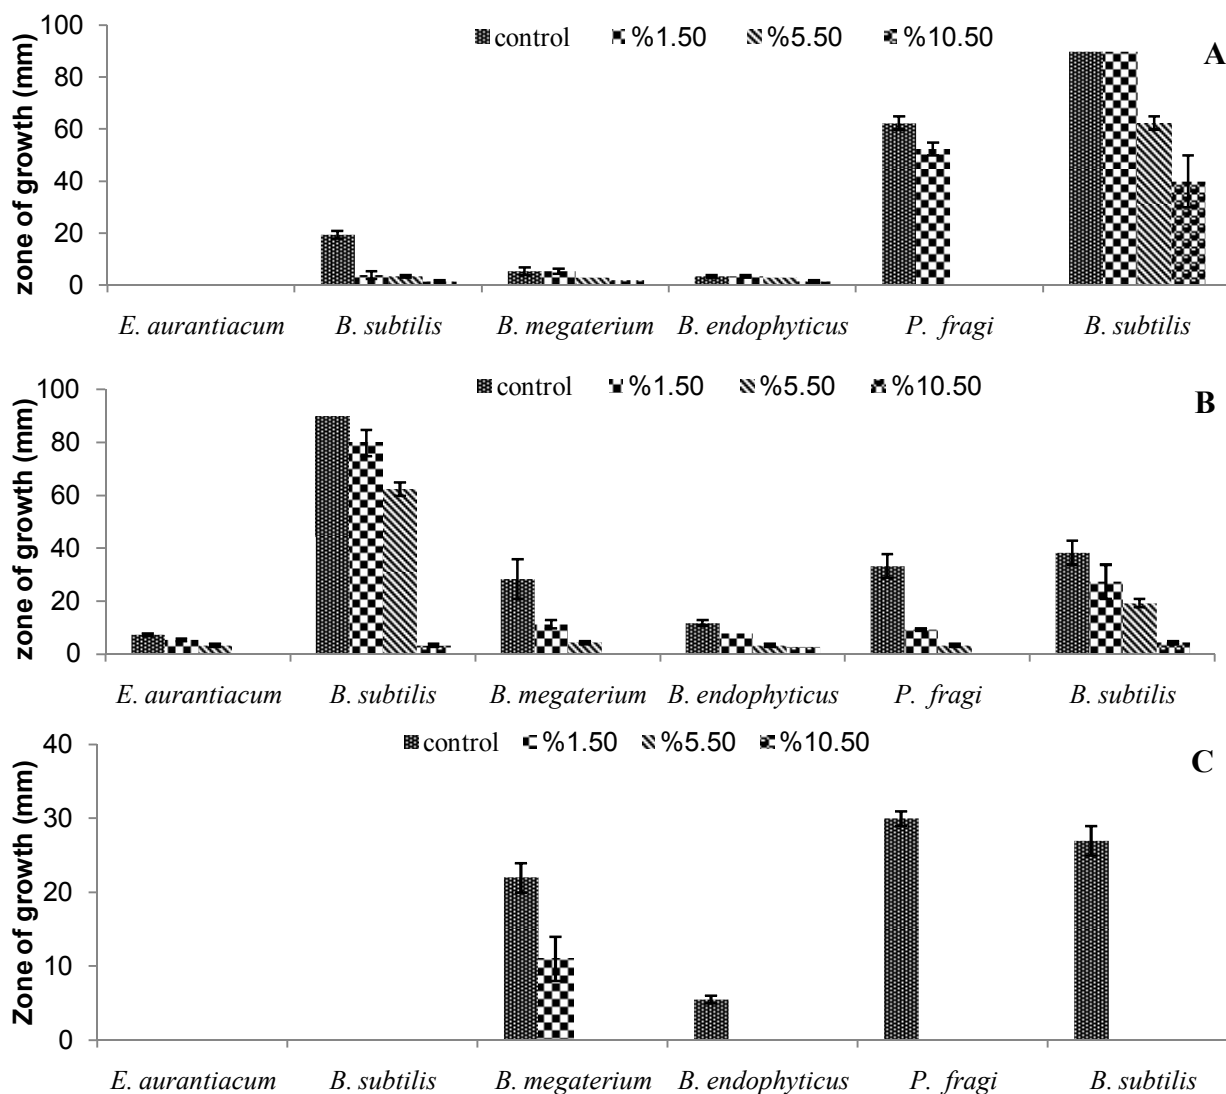 A
control %1.50 %5.50 %10.50
zone of growth (mm)
100
80
60
40
20
0
E. aurantiacum B. subtilis B. megaterium B. endophyticus P. fragi B. subtilis
B
control %1.50 %5.50 %10.50
zone of growth (mm)
100
80
60
40
20
0
E. aurantiacum B. subtilis B. megaterium B. endophyticus P. fragi B. subtilis
C
control %1.50 %5.50 %10.50
Zone of growth (mm)
40
30
20
10
0
E. aurantiacum B. subtilis B. megaterium B. endophyticus P. fragi B. subtilis